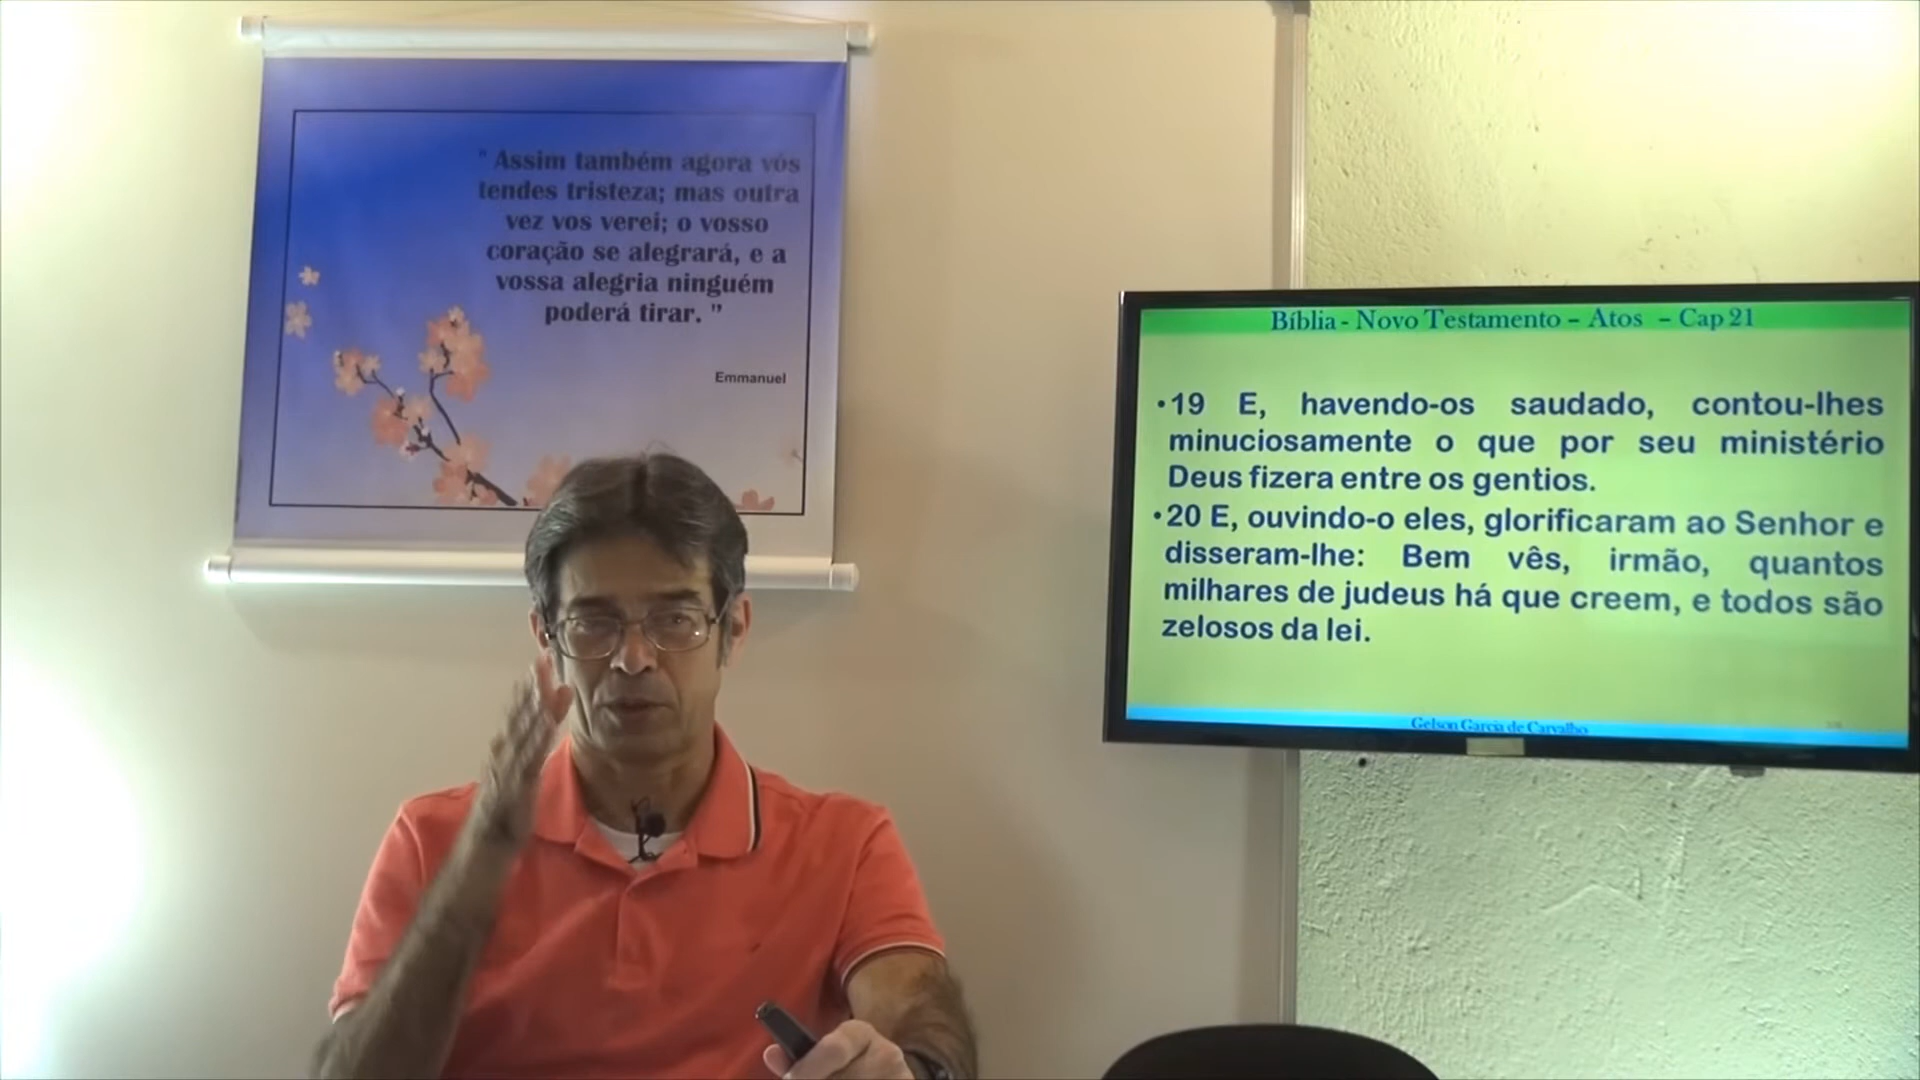 " Assim também agora vós
tendes tristeza; mas outra
vez vos verei; o vosso
coração se alegrará, e a
vossa alegria ninguém
poderá tirar. "
Emmanuel
Bíblia - Novo Testamento – Atos – Cap 21
•19 E, havendo-os saudado, contou-lhes
minuciosamente o que por seu ministério
Deus fizera entre os gentios.
•20 E, ouvindo-o eles, glorificaram ao Senhor e
disseram-lhe: Bem vês, irmão, quantos
milhares de judeus há que creem, e todos são
zelosos da lei.
Gelson Garcia de Carvalho